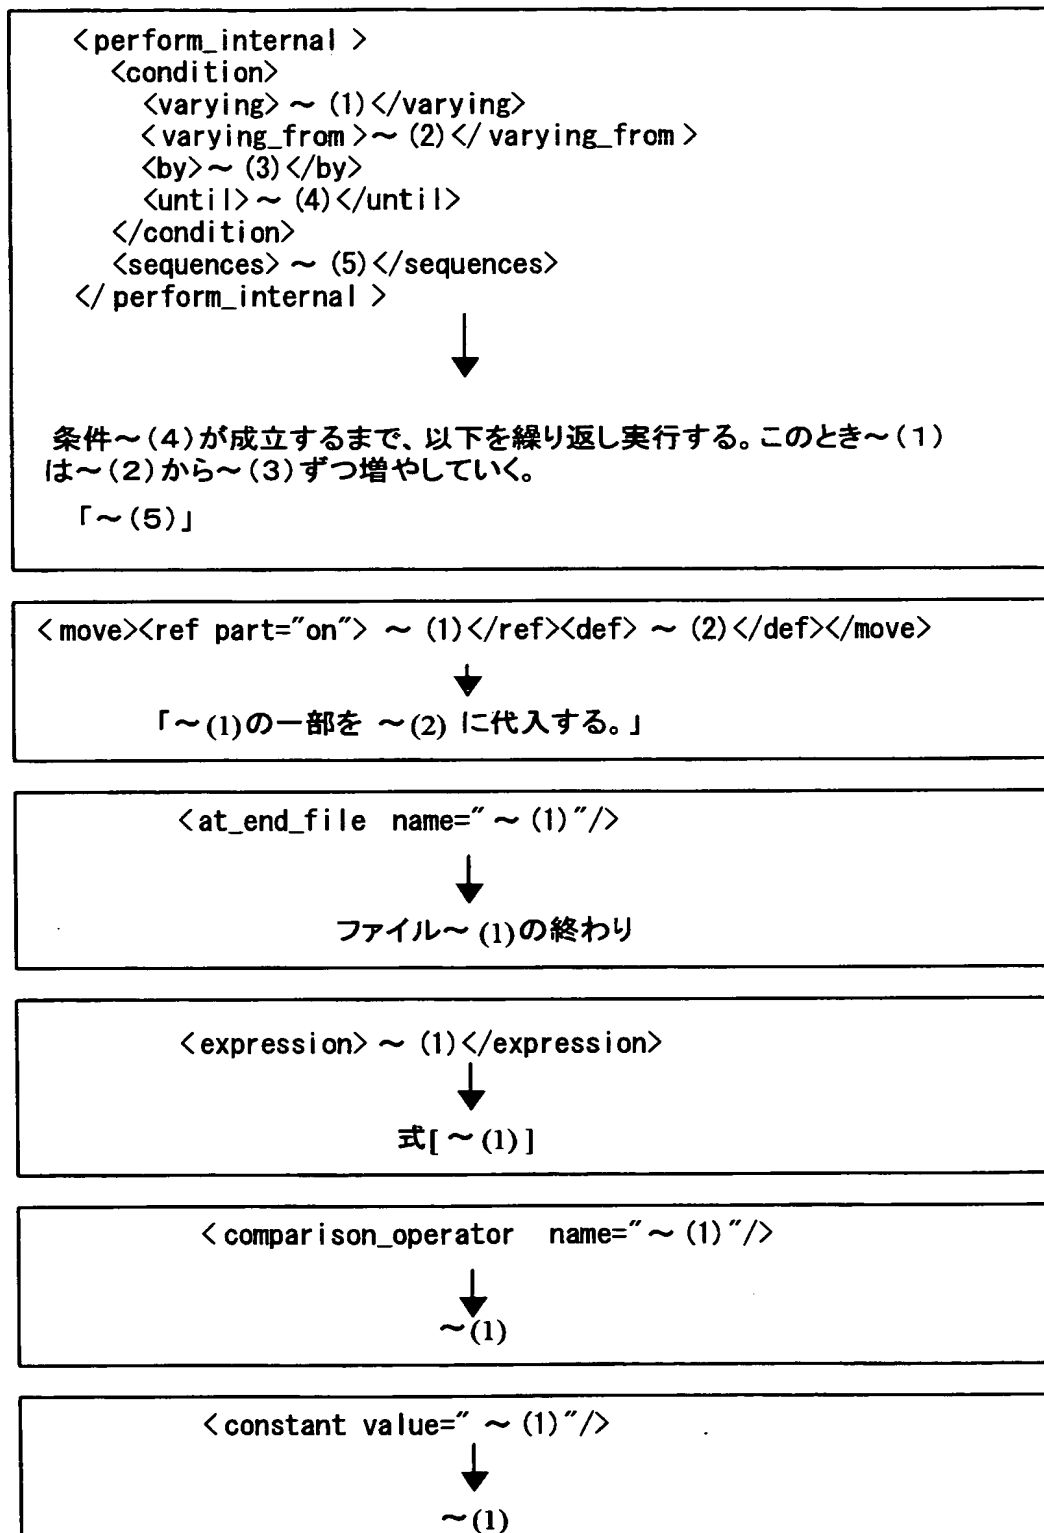 <perform_internal >
<condition>
<varying>～ (1)</varying>
<varying_from >～ (2)</ varying_from >
<by>～ (3)</by>
<until>～ (4)</until>
</condition>
<sequences> ～ (5)</sequences>
</ perform_internal >
条件～(4)が成立するまで、以下を繰り返し実行する。このとき～(1)
は～(2)から～(3)ずつ増やしていく。
「～(5)」
<move><ref part="on"> ～ (1)</ref><def> ～ (2)</def></move>
「～(1)の一部を ～(2) に代入する。」
<at_end_file name="～ (1)"/>
ファイル～ (1)の終わり
<expression> ～ (1)</expression>
式[ ～ (1) ]
<comparison_operator name="～ (1)"/>
～(1)
<constant value=" ～ (1)"/>
～(1)